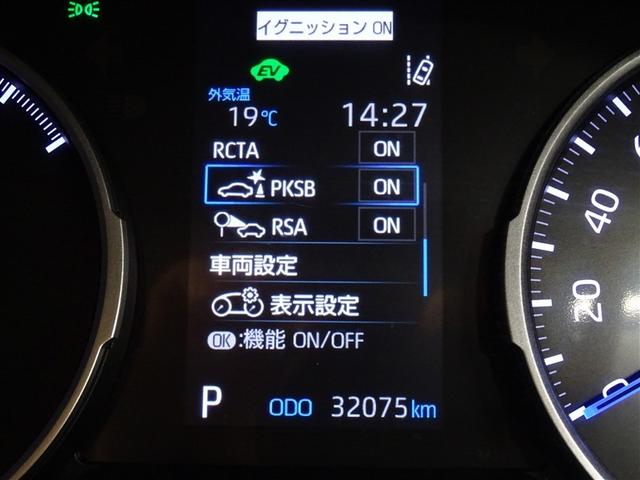 イグニッション ON
EV
外気温
19℃ 14:27
RCTA ON
PKSB ON
RSA ON
車両設定
表示設定
OK:機能 ON/OFF
P ODO 32075km
40
20
0